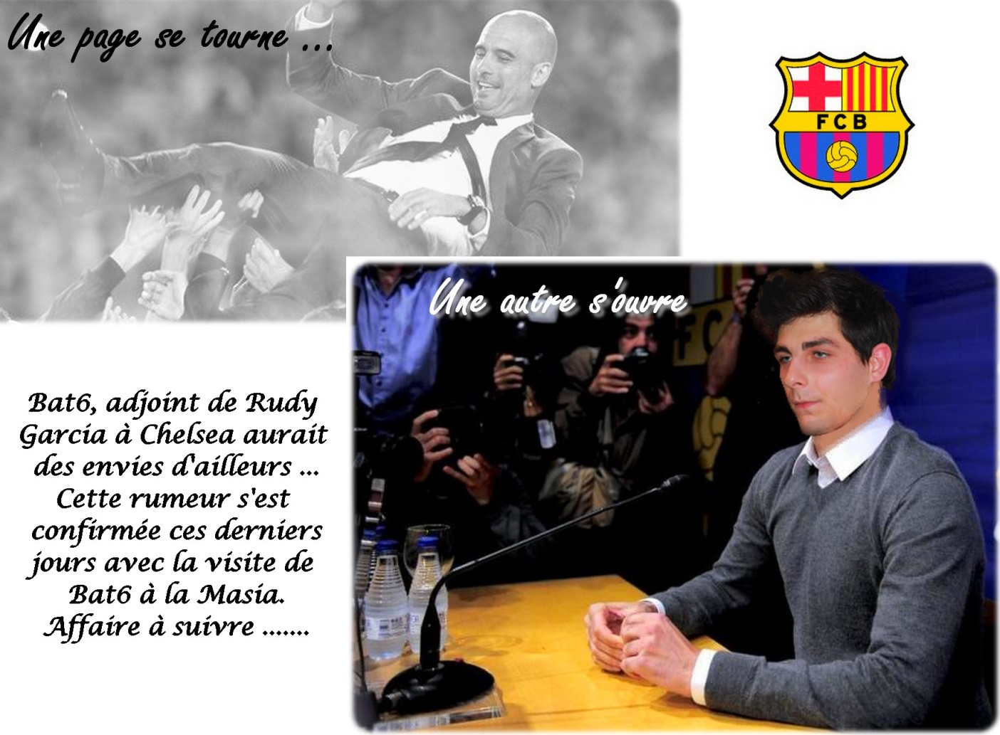 Une page se tourne ...
F C B
Une autre s'ouvre
F C
Bat6, adjoint de Rudy
Garcia à Chelsea aurait
des envies d'ailleurs ...
Cette rumeur s'est
confirmée ces derniers
jours avec la visite de
Bat6 à la Masia.
Affaire à suivre .......